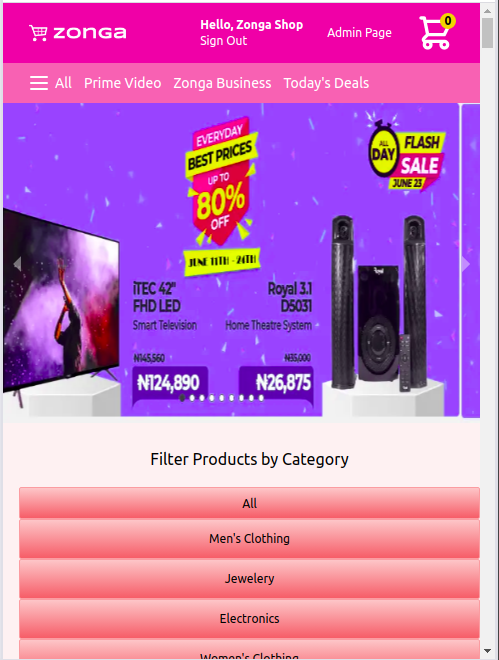 zonga
Hello, Zonga Shop
Sign Out
Admin Page
0
All Prime Video Zonga Business Today's Deals
EVERYDAY
BEST PRICES
UP TO
80%
OFF
JUNE 11TH - 24TH
ALL
DAY
FLASH
SALE
JUNE 23
iTEC 42"
FHD LED
Smart Television
₦145,560
₦124,890
Royal 3.1
DS031
Home Theatre System
₦35,000
₦26,875
Filter Products by Category
All
Men's Clothing
Jewelery
Electronics
Women's Clothing